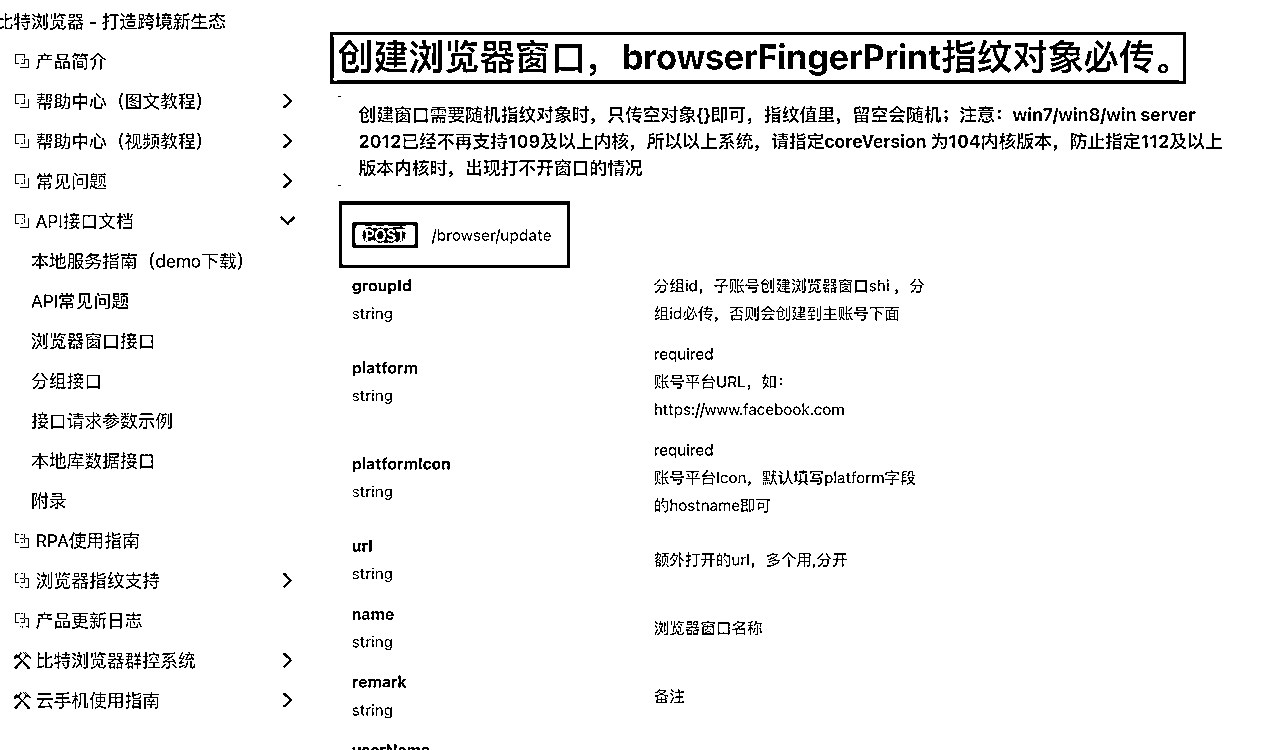 比特浏览器 - 打造跨境新生态
产品简介
帮助中心（图文教程）
帮助中心（视频教程）
常见问题
API接口文档
本地服务指南（demo下载）
API常见问题
浏览器窗口接口
分组接口
接口请求参数示例
本地库数据接口
附录
RPA使用指南
浏览器指纹支持
产品更新日志
比特浏览器群控系统
云手机使用指南
创建浏览器窗口，browserFingerPrint指纹对象必传。
创建窗口需要随机指纹对象时，只传空对象{}即可，指纹值里，留空会随机；注意：win7/win8/win server
2012已经不再支持109及以上内核，所以以上系统，请指定coreVersion 为104内核版本，防止指定112及以上
版本内核时，出现打不开窗口的情况
POST /browser/update
groupId
string
分组id，子账号创建浏览器窗口shi ，分
组id必传，否则会创建到主账号下面
platform
string
required
账号平台URL，如：
https://www.facebook.com
platformIcon
string
required
账号平台Icon，默认填写platform字段
的hostname即可
url
string
额外打开的url，多个用,分开
name
string
浏览器窗口名称
remark
string
备注
userName